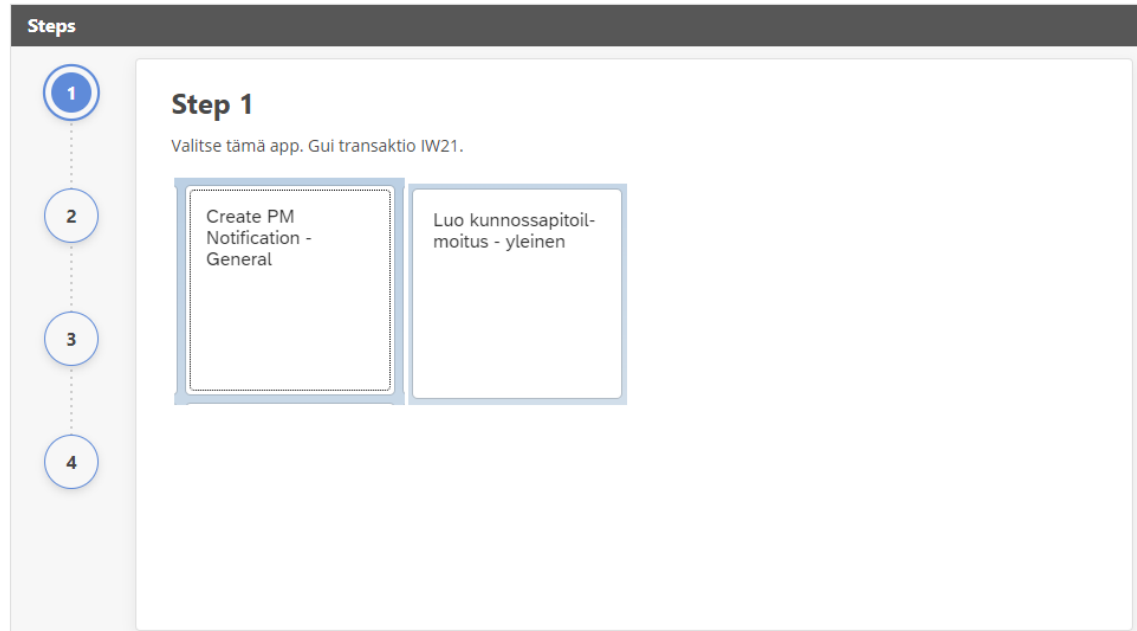 Steps
1
Step 1
Valitse tämä app. Gui transaktio IW21.
Create PM
Notification -
General
Luo kunnossapitoil-
moitus - yleinen
2
3
4